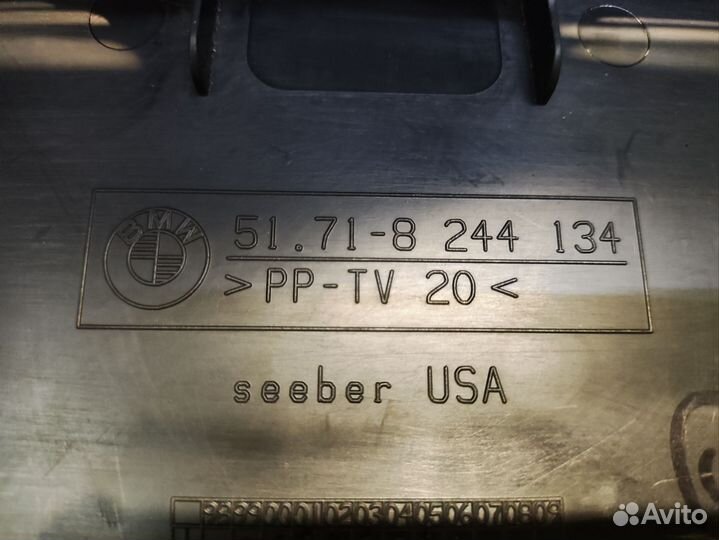 BMW
51.71-8 244 134
>PP-TV 20<
seeber USA
Avito